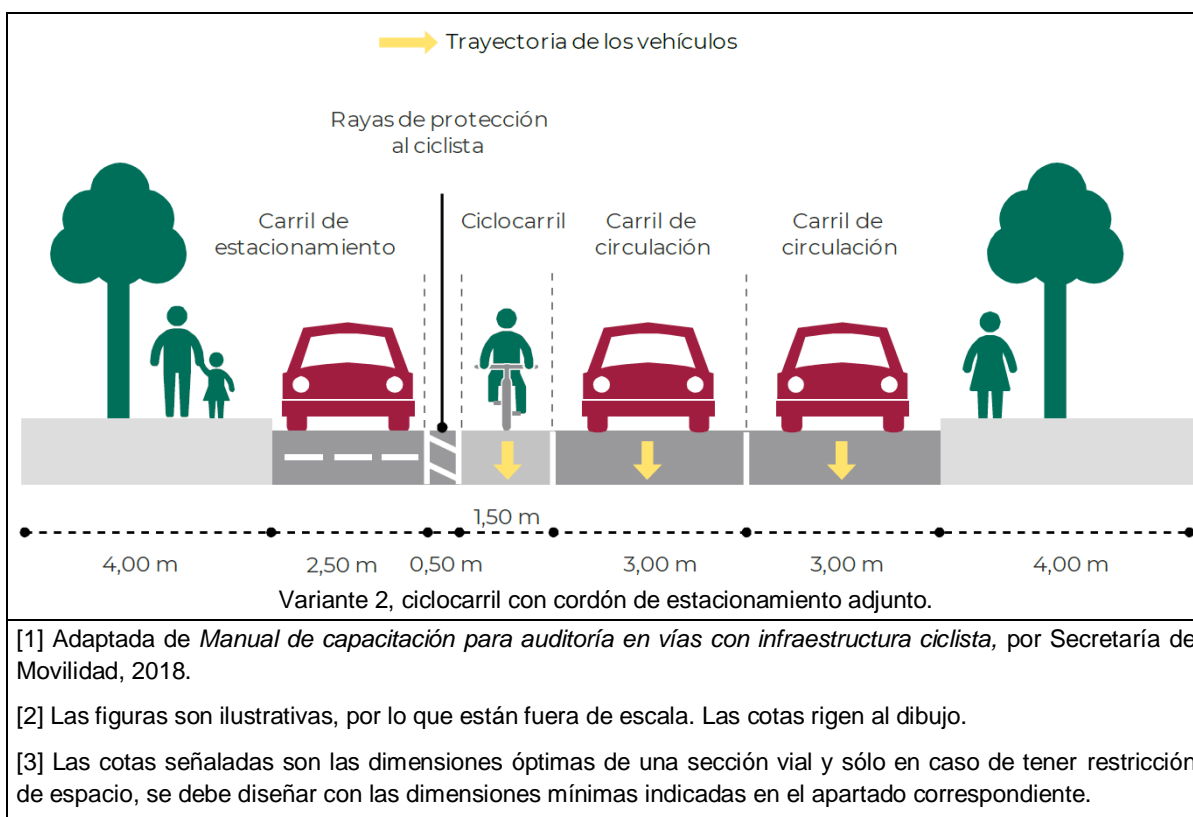 Trayectoria de los vehículos
Rayas de protección
al ciclista
Carril de
estacionamiento
Ciclocarril
Carril de
circulación
Carril de
circulación
1,50 m
4,00 m
2,50 m
0,50 m
3,00 m
3,00 m
4,00 m
Variante 2, ciclocarril con cordón de estacionamiento adjunto.
[1] Adaptada de Manual de capacitación para auditoría en vías con infraestructura ciclista, por Secretaría de
Movilidad, 2018.
[2] Las figuras son ilustrativas, por lo que están fuera de escala. Las cotas rigen al dibujo.
[3] Las cotas señaladas son las dimensiones óptimas de una sección vial y sólo en caso de tener restricción
de espacio, se debe diseñar con las dimensiones mínimas indicadas en el apartado correspondiente.